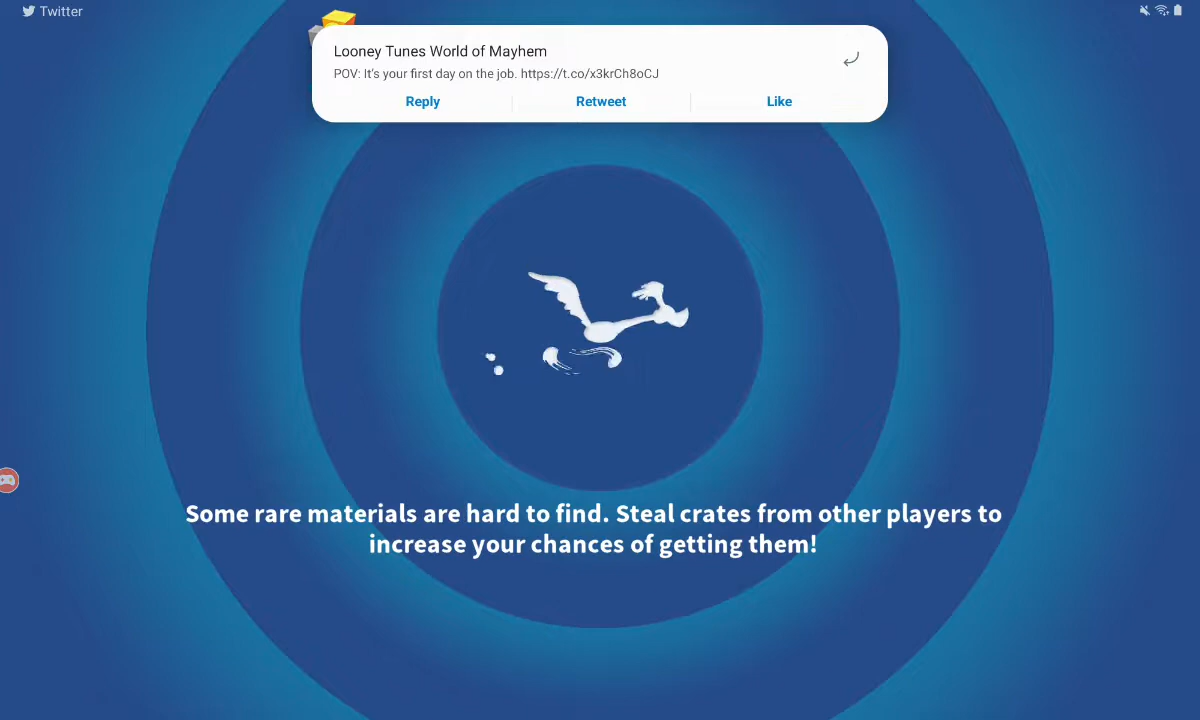 Twitter
Looney Tunes World of Mayhem
POV: It's your first day on the job. https://t.co/x3krCh8oCJ
Reply Retweet Like
Some rare materials are hard to find. Steal crates from other players to
increase your chances of getting them!